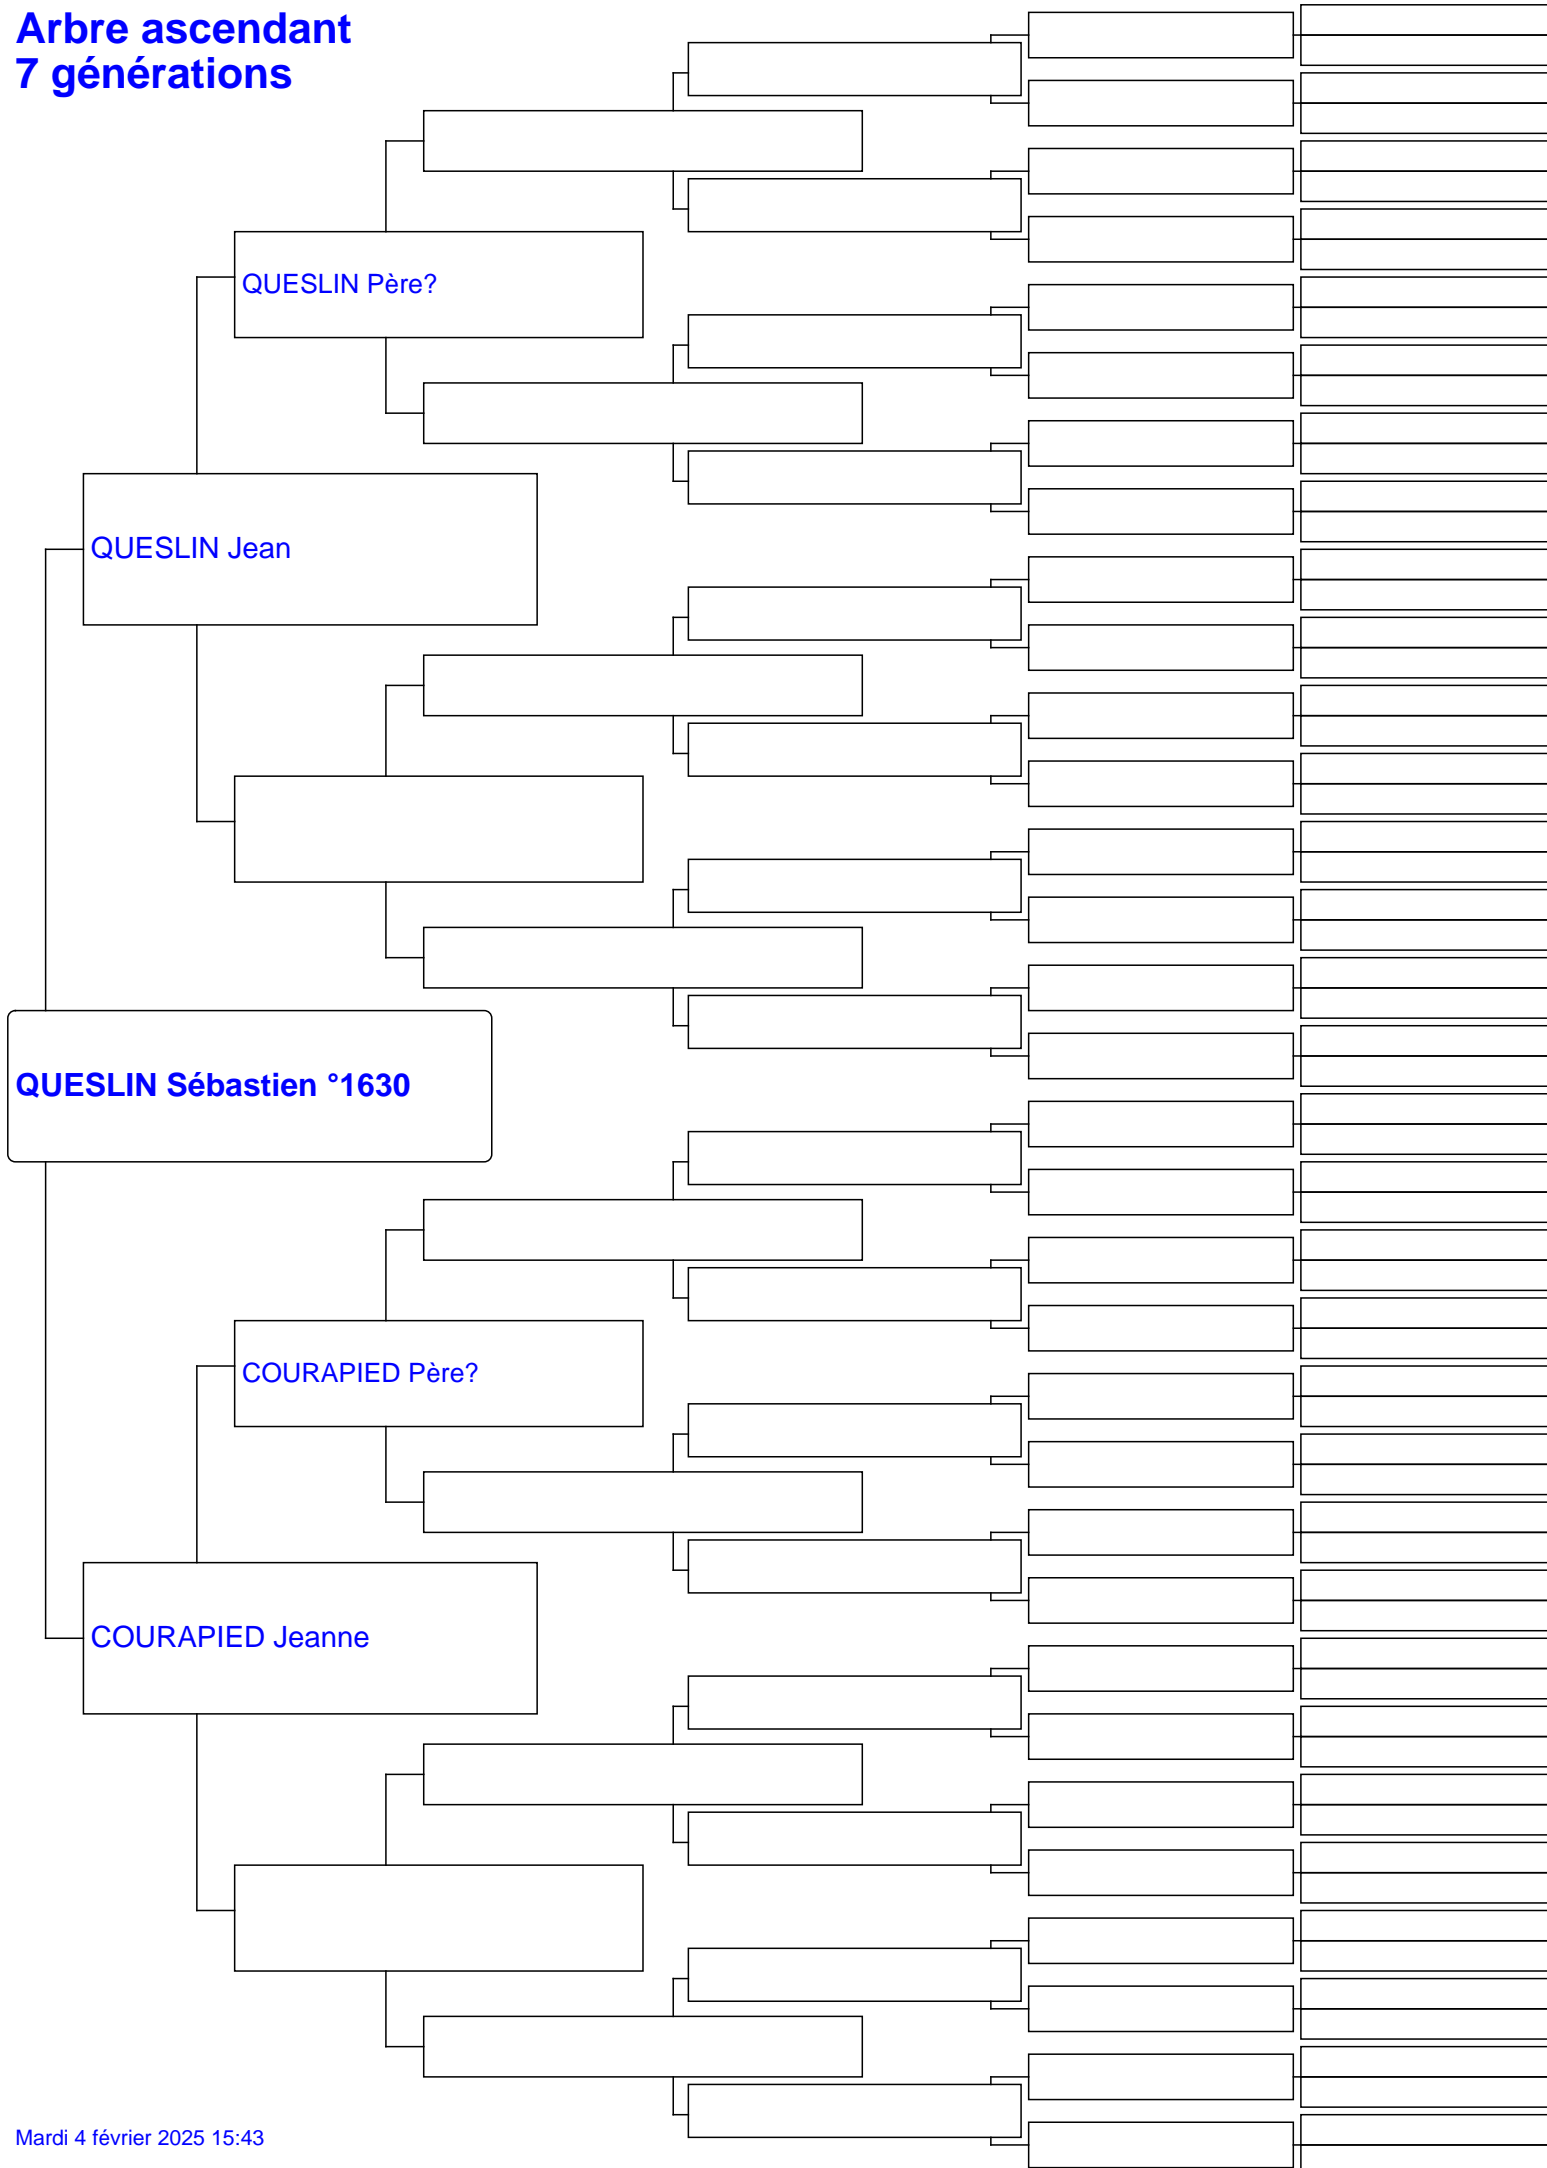 Arbre ascendant
7 générations
QUESLIN Père?
QUESLIN Jean
QUESLIN Sébastien °1630
COURAPIED Père?
COURAPIED Jeanne
Mardi 4 février 2025 15:43